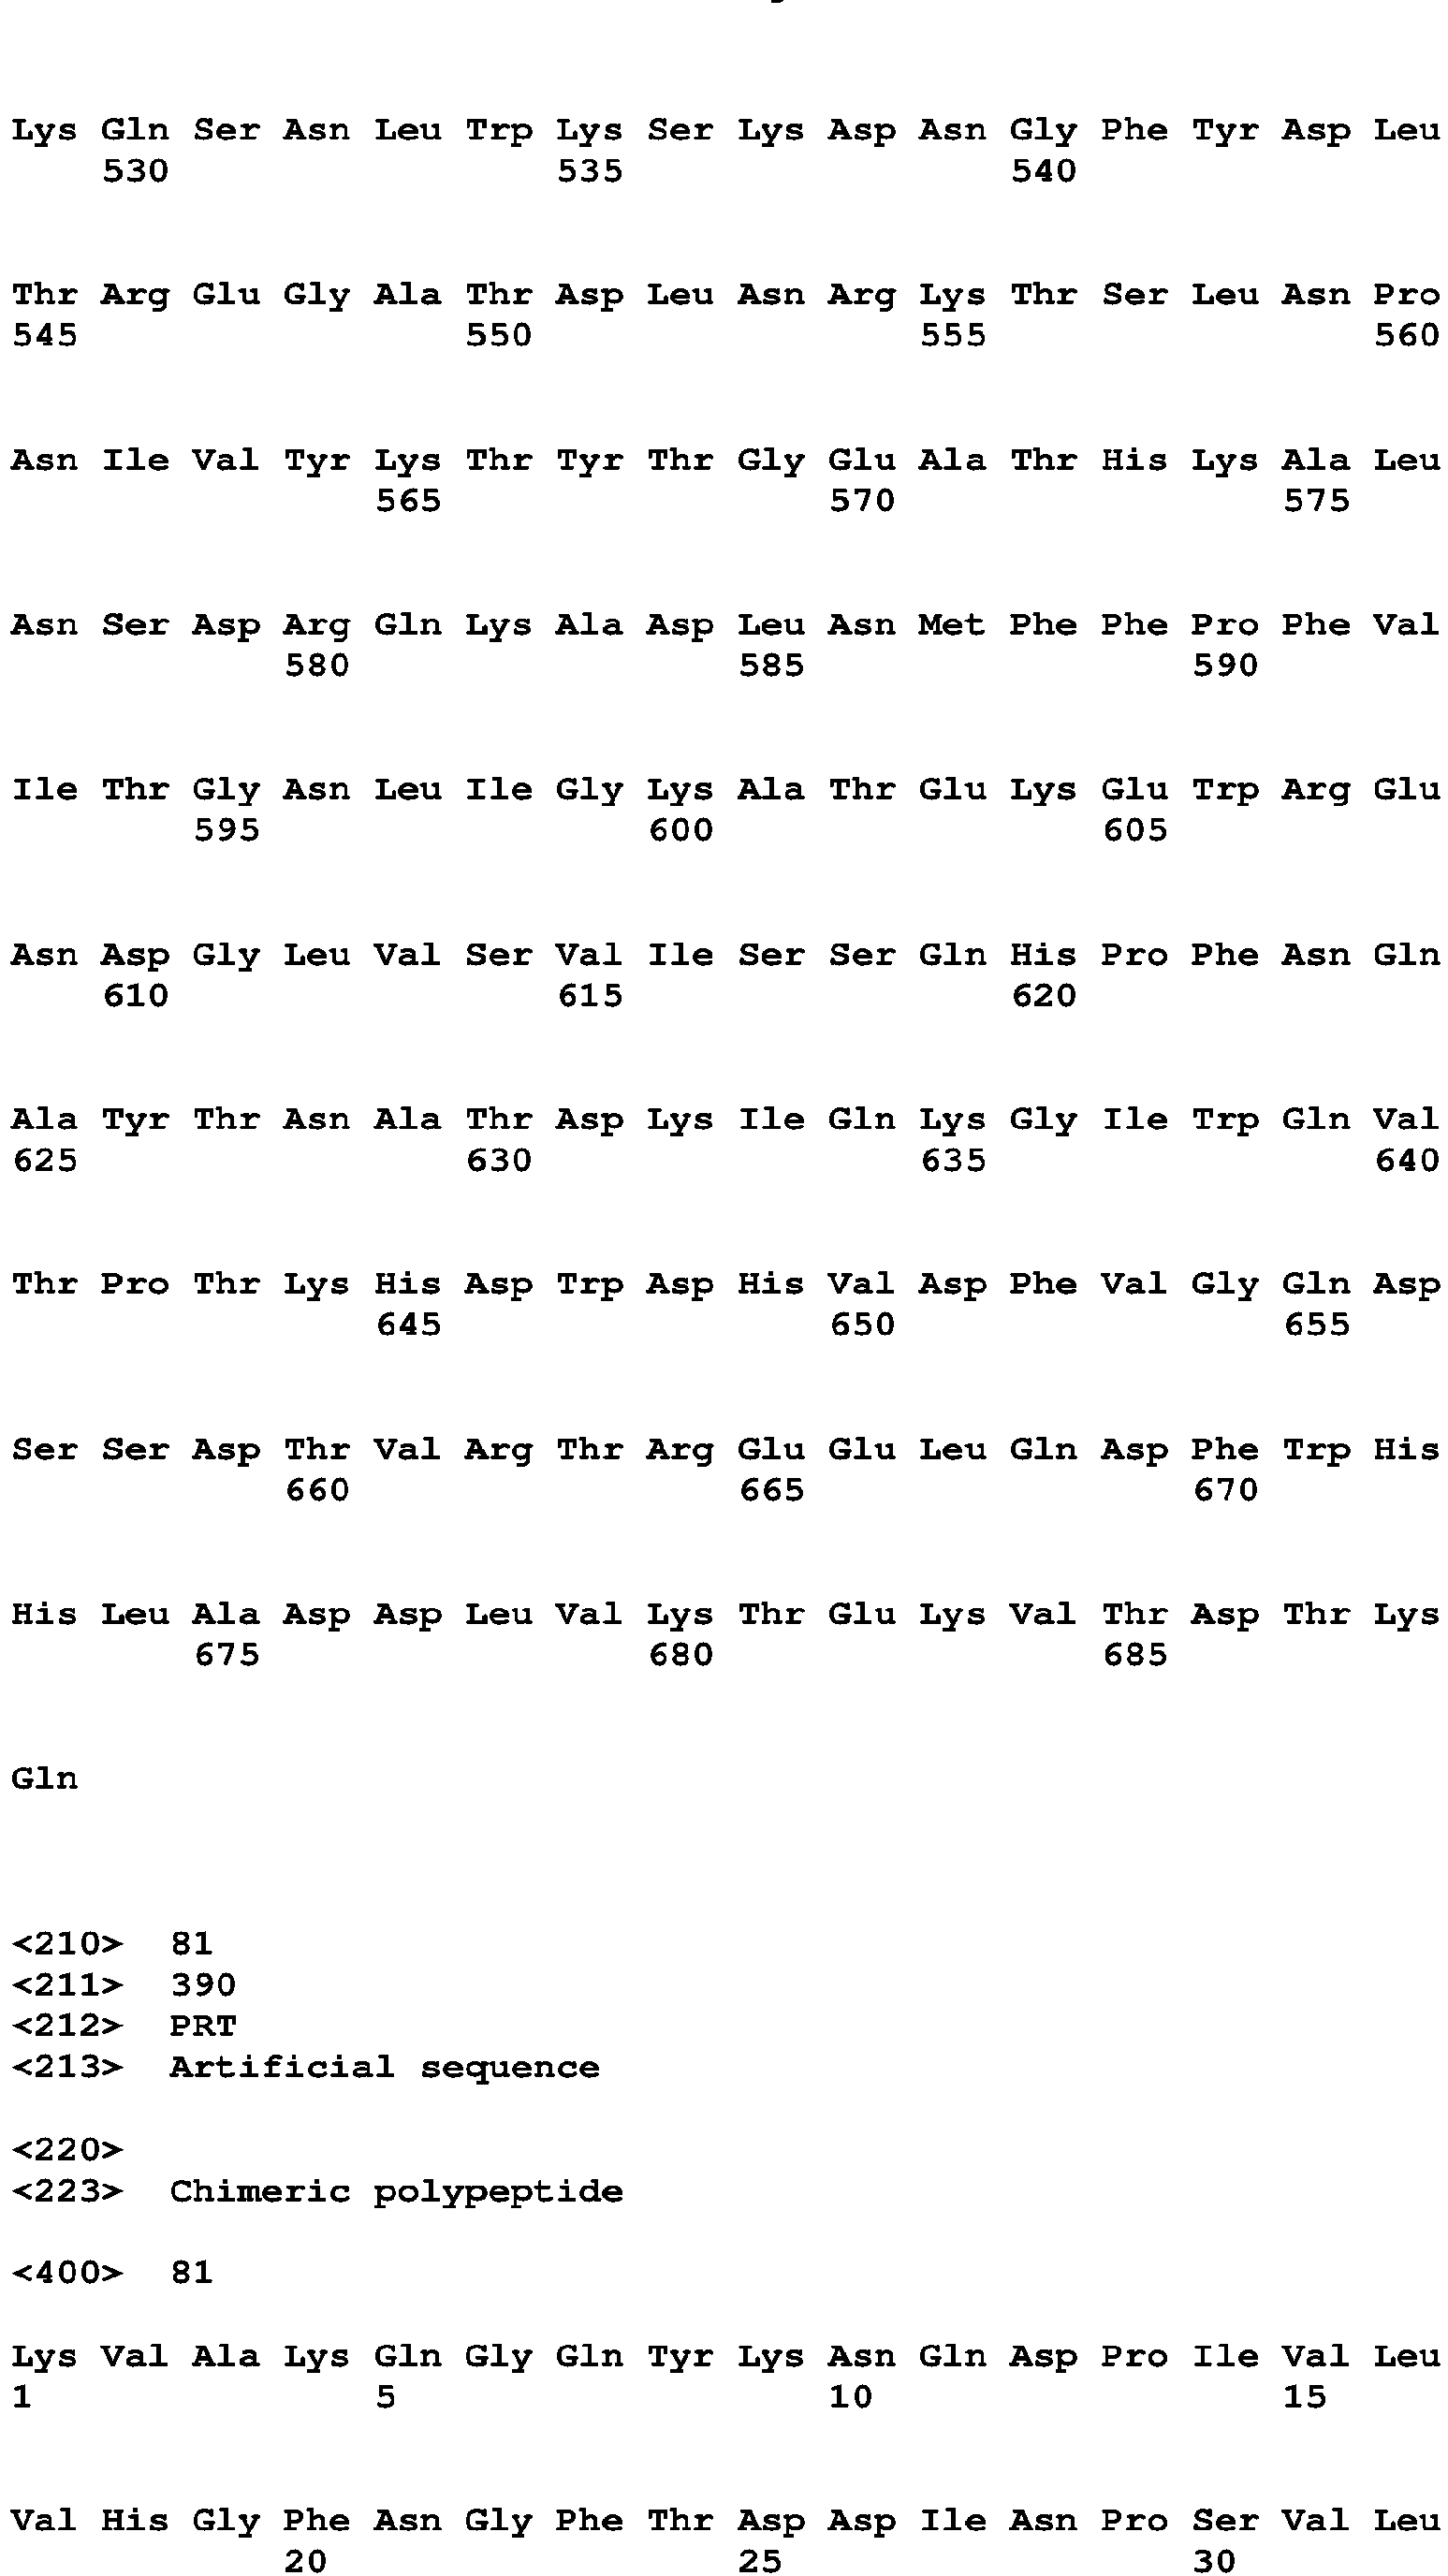 Lys Gln Ser Asn Leu Trp Lys Ser Lys Asp Asn Gly Phe Tyr Asp Leu
530 535 540
Thr Arg Glu Gly Ala Thr Asp Leu Asn Arg Lys Thr Ser Leu Asn Pro
545 550 555 560
Asn Ile Val Tyr Lys Thr Tyr Thr Gly Glu Ala Thr His Lys Ala Leu
565 570 575
Asn Ser Asp Arg Gln Lys Ala Asp Leu Asn Met Phe Phe Pro Phe Val
580 585 590
Ile Thr Gly Asn Leu Ile Gly Lys Ala Thr Glu Lys Glu Trp Arg Glu
595 600 605
Asn Asp Gly Leu Val Ser Val Ile Ser Ser Gln His Pro Phe Asn Gln
610 615 620
Ala Tyr Thr Asn Ala Thr Asp Lys Ile Gln Lys Gly Ile Trp Gln Val
625 630 635 640
Thr Pro Thr Lys His Asp Trp Asp His Val Asp Phe Val Gly Gln Asp
645 650 655
Ser Ser Asp Thr Val Arg Thr Arg Glu Glu Leu Gln Asp Phe Trp His
660 665 670
His Leu Ala Asp Asp Leu Val Lys Thr Glu Lys Val Thr Asp Thr Lys
675 680 685
Gln
<210> 81
<211> 390
<212> PRT
<213> Artificial sequence
<220>
<223> Chimeric polypeptide
<400> 81
Lys Val Ala Lys Gln Gly Gln Tyr Lys Asn Gln Asp Pro Ile Val Leu
1 5 10 15
Val His Gly Phe Asn Gly Phe Thr Asp Asp Ile Asn Pro Ser Val Leu
20 25 30